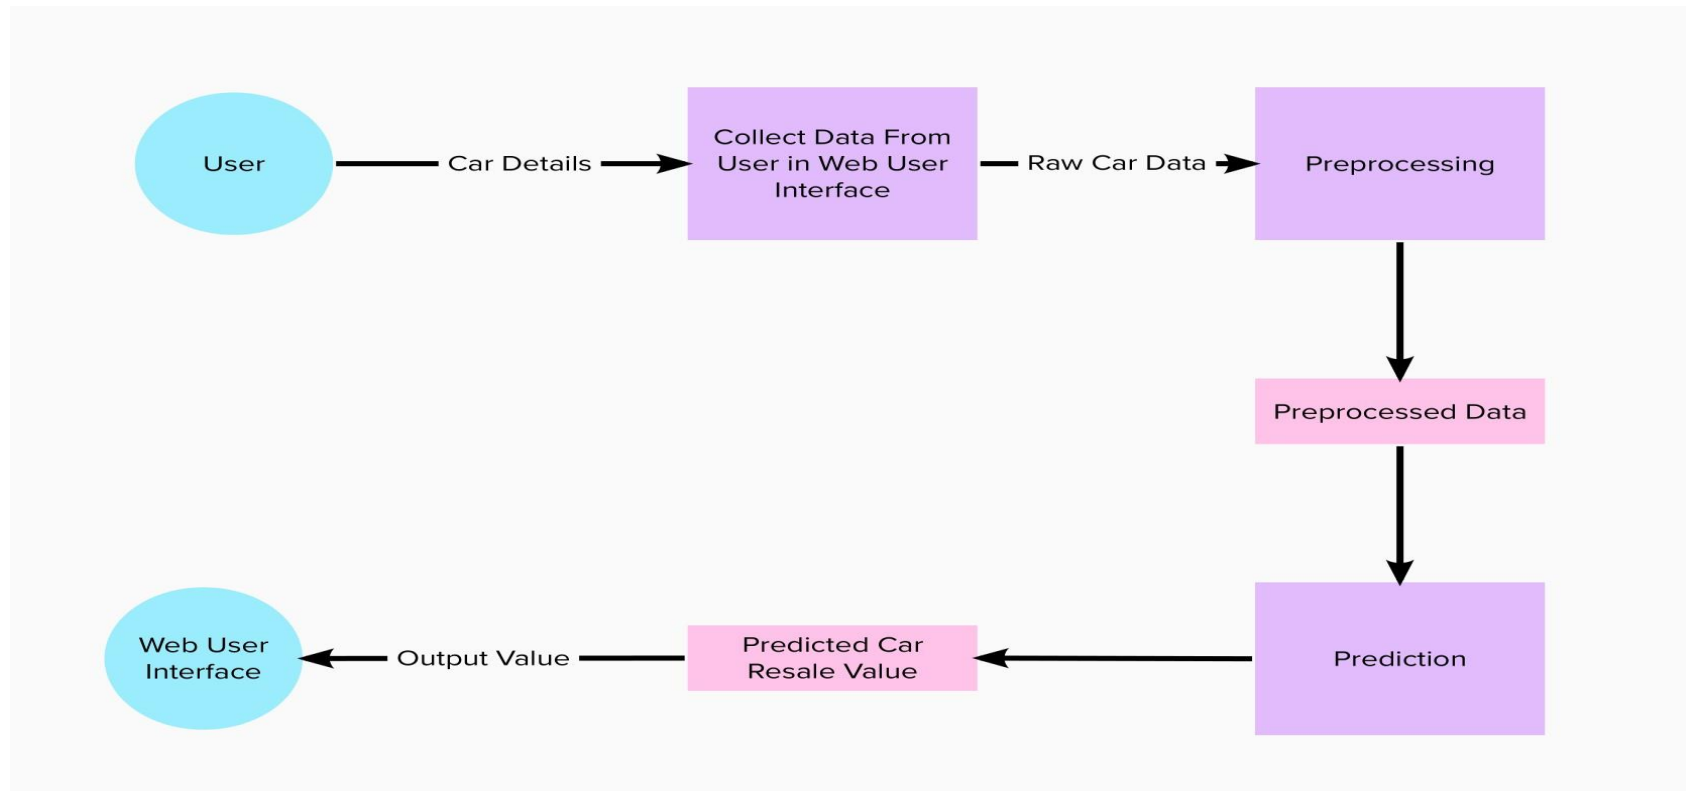 User
Car Details
Collect Data From
User in Web User
Interface
Raw Car Data
Preprocessing
Preprocessed Data
Prediction
Predicted Car
Resale Value
Output Value
Web User
Interface